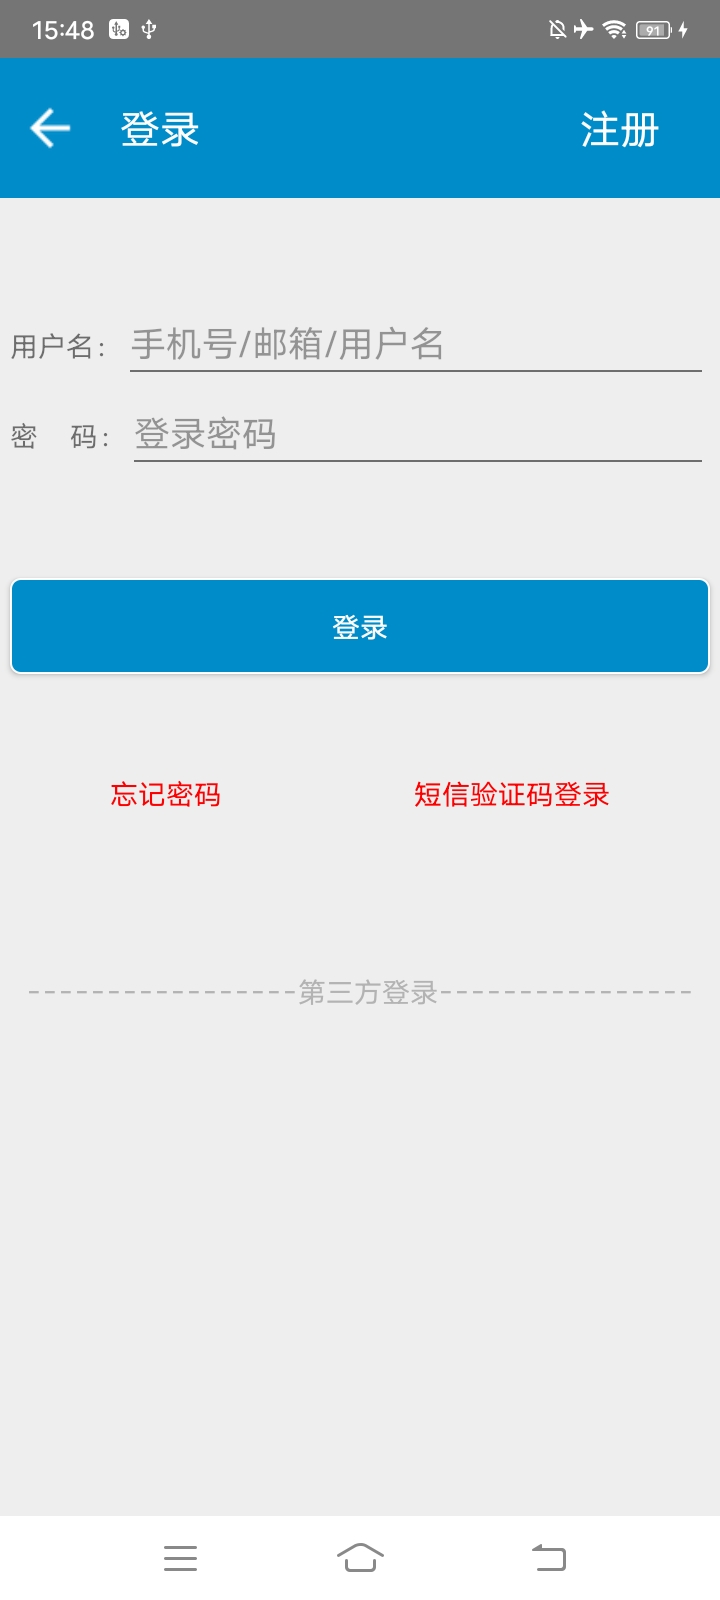 15:48 91
登录 注册
用户名： 手机号/邮箱/用户名
密 码： 登录密码
登录
忘记密码 短信验证码登录
-----------------第三方登录----------------